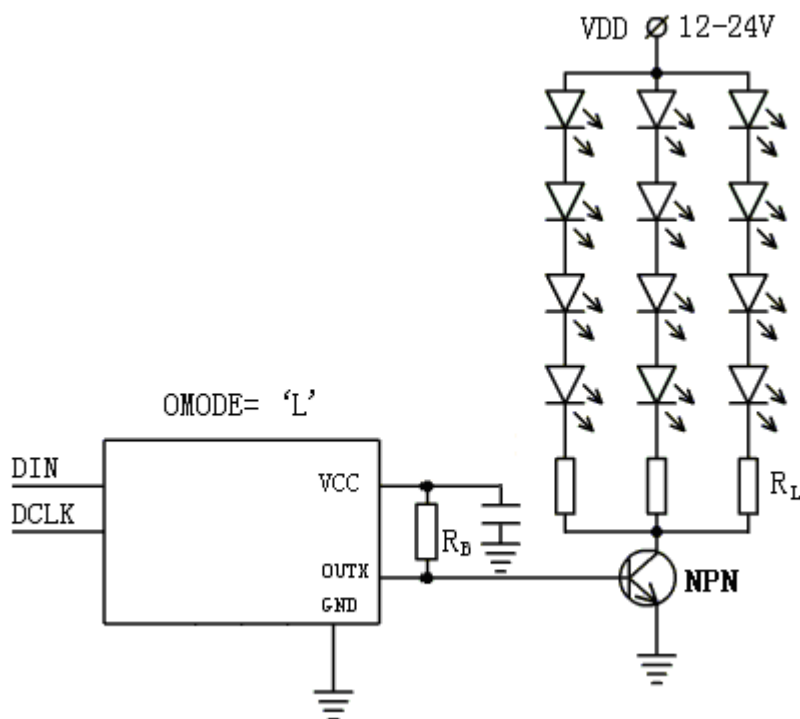 VDD 12-24V
OMODE= ‘L’
DIN
VCC
DCLK
RL
RB
OUTX
NPN
GND